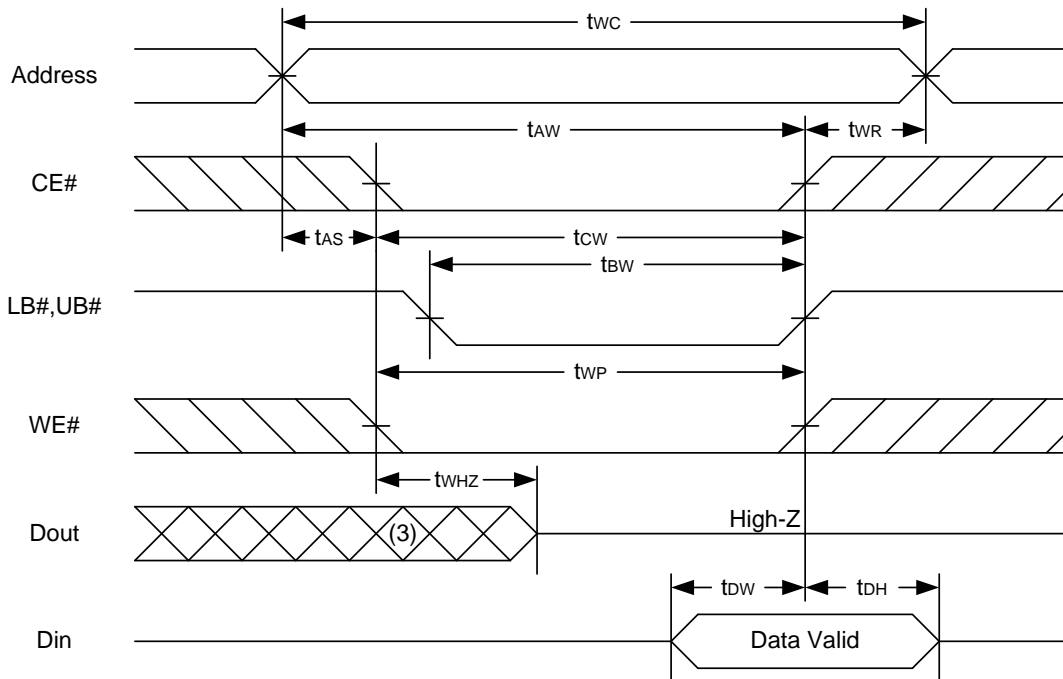 tWC
Address
tAW
tWR
CE#
tAS
tCW
tBW
LB#,UB#
tWP
WE#
tWHZ
Dout
(3)
High-Z
tDW
tDH
Din
Data Valid